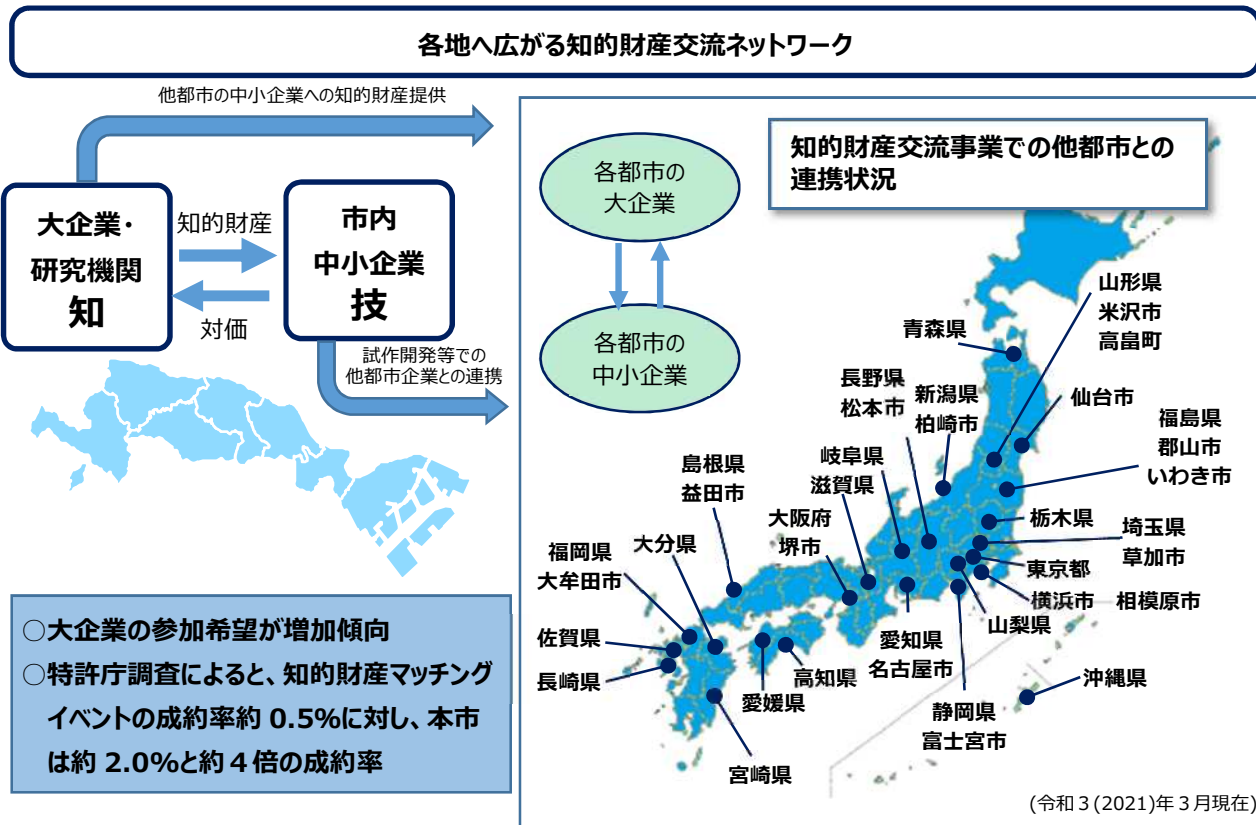 各地へ広がる知的財産交流ネットワーク
他都市の中小企業への知的財産提供
大企業・
研究機関
知
知的財産
対価
市内
中小企業
技
試作開発等での
他都市企業との連携
○大企業の参加希望が増加傾向
○特許庁調査によると、知的財産マッチング
イベントの成約率約 0.5%に対し、本市
は約 2.0%と約４倍の成約率
各都市の
大企業
各都市の
中小企業
知的財産交流事業での他都市との
連携状況
山形県
米沢市
高畠町
青森県
長野県
松本市
新潟県
柏崎市
仙台市
福島県
郡山市
いわき市
岐阜県
滋賀県
島根県
益田市
大阪府
堺市
栃木県
埼玉県
草加市
福岡県
大牟田市
大分県
東京都
横浜市
相模原市
山梨県
佐賀県
長崎県
愛知県
名古屋市
高知県
愛媛県
沖縄県
静岡県
富士宮市
宮崎県
(令和３(2021)年３月現在)